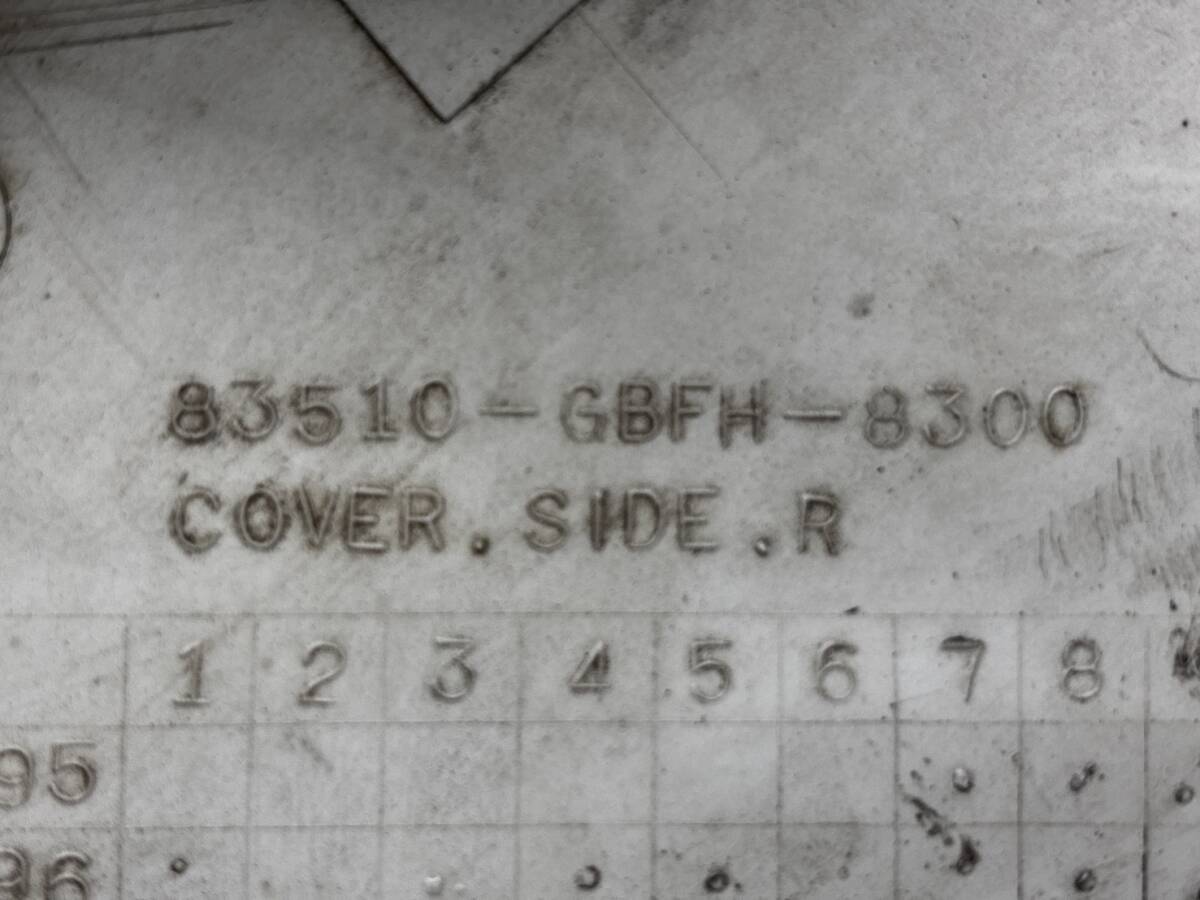 83510-GBFH-8300
COVER.SIDE.R
1 2 3 4 5 6 7 8
95
96